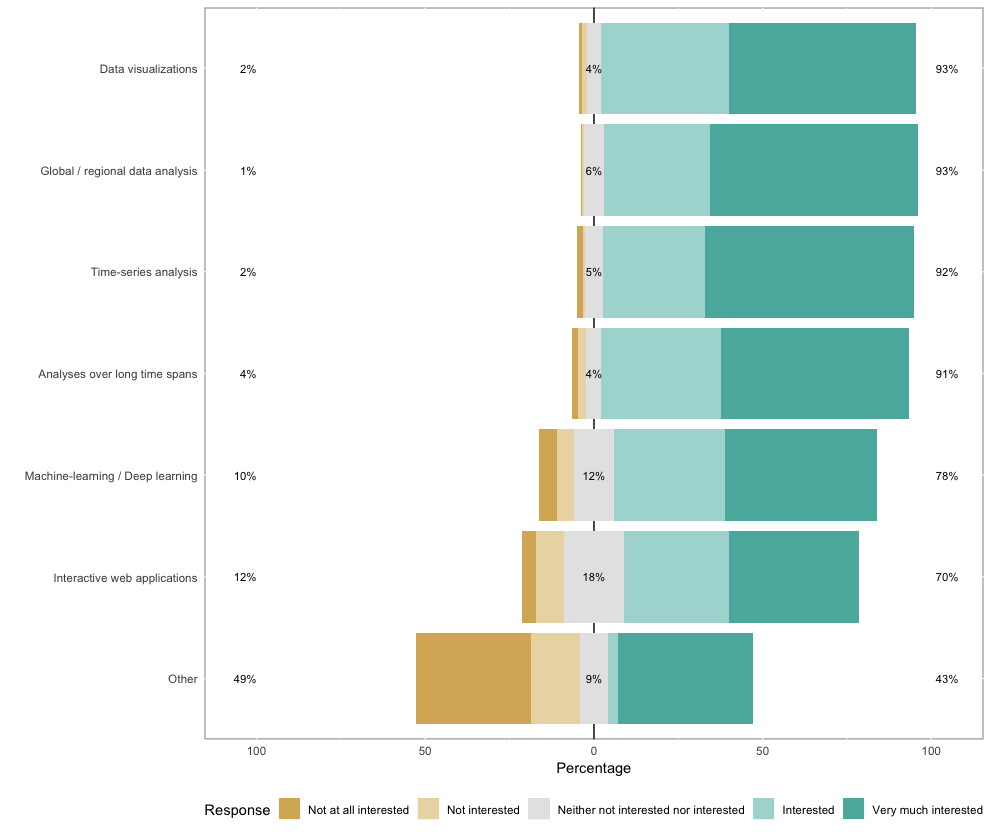 Data visualizations 2% 4% 93%
Global / regional data analysis 1% 6% 93%
Time-series analysis 2% 5% 92%
Analyses over long time spans 4% 4% 91%
Machine-learning / Deep learning 10% 12% 78%
Interactive web applications 12% 18% 70%
Other 49% 9% 43%
100 50 0 50 100
Percentage
Response Not at all interested Not interested Neither not interested nor interested Interested Very much interested